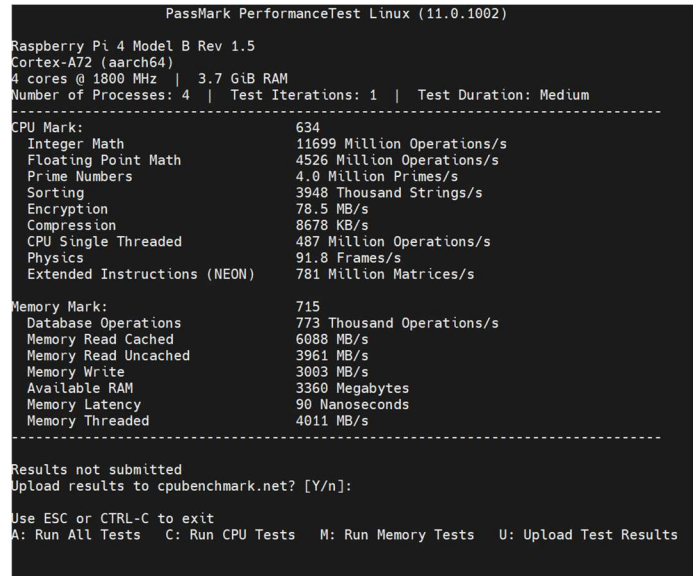 PassMark PerformanceTest Linux (11.0.1002)
Raspberry Pi 4 Model B Rev 1.5
Cortex-A72 (aarch64)
4 cores @ 1800 MHz  |  3.7 GiB RAM
Number of Processes: 4  |  Test Iterations: 1  |  Test Duration: Medium
--------------------------------------------------------------------------------
CPU Mark:                          634
  Integer Math                     11699 Million Operations/s
  Floating Point Math              4526 Million Operations/s
  Prime Numbers                    4.0 Million Primes/s
  Sorting                          3948 Thousand Strings/s
  Encryption                       78.5 MB/s
  Compression                      8678 KB/s
  CPU Single Threaded              487 Million Operations/s
  Physics                          91.8 Frames/s
  Extended Instructions (NEON)     781 Million Matrices/s
Memory Mark:                       715
  Database Operations              773 Thousand Operations/s
  Memory Read Cached               6088 MB/s
  Memory Read Uncached             3961 MB/s
  Memory Write                     3003 MB/s
  Available RAM                    3360 Megabytes
  Memory Latency                   90 Nanoseconds
  Memory Threaded                  4011 MB/s
--------------------------------------------------------------------------------
Results not submitted
Upload results to cpubenchmark.net? [Y/n]:
Use ESC or CTRL-C to exit
A: Run All Tests   C: Run CPU Tests   M: Run Memory Tests   U: Upload Test Results